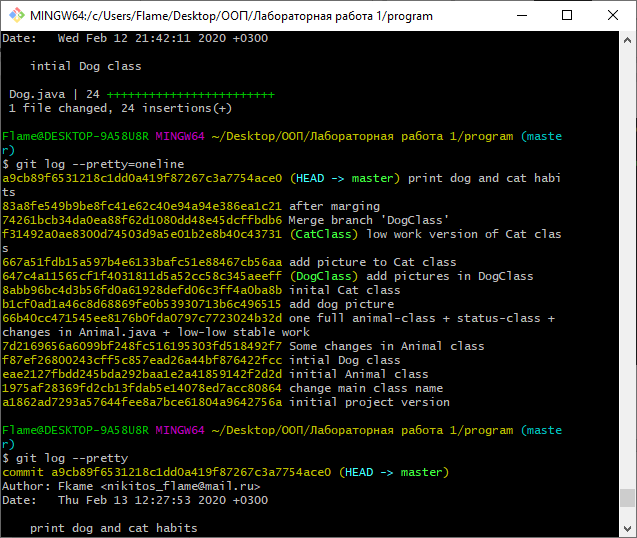 MINGW64:/c/Users/Flame/Desktop/ООП/Лабораторная работа 1/program
Date:   Wed Feb 12 21:42:11 2020 +0300
    intial Dog class
 Dog.java | 24 ++++++++++++++++++++++++
 1 file changed, 24 insertions(+)
Flame@DESKTOP-9A58U8R MINGW64 ~/Desktop/ООП/Лабораторная работа 1/program (maste
r)
$ git log --pretty=oneline
a9cb89f6531218c1dd0a419f87267c3a7754ace0 (HEAD -> master) print dog and cat habi
ts
83a8fe549b9be8fc41e62c40e94a94e386ea1c21 after marging
74261bcb34da0ea88f62d1080dd48e45dcffbdb6 Merge branch 'DogClass'
f31492a0ae8300d74503d9a5e01b2e8b40c43731 (CatClass) low work version of Cat clas
s
667a51fdb15a597b4e6133bafc51e88467cb56aa add picture to Cat class
647c4a11565cf1f4031811d5a52cc58c345aeeff (DogClass) add pictures in DogClass
8abb96bc4d3b56fd0a61928defd06c3ff4a0ba8b inital Cat class
b1cf0ad1a46c8d68869fe0b53930713b6c496515 add dog picture
66b40cc471545ee8176b0fda0797c7723024b32d one full animal-class + status-class +
changes in Animal.java + low-low stable work
7d2169656a6099bf248fc516195303fd518492f7 Some changes in Animal class
f87ef26800243cff5c857ead26a44bf876422fcc intial Dog class
eae2127fbdd245bda292baa1e2a41859142f2d2d initial Animal class
1975af28369fd2cb13fdab5e14078ed7acc80864 change main class name
a1862ad7293a57644fee8a7bce61804a9642756a initial project version
Flame@DESKTOP-9A58U8R MINGW64 ~/Desktop/ООП/Лабораторная работа 1/program (maste
r)
$ git log --pretty
commit a9cb89f6531218c1dd0a419f87267c3a7754ace0 (HEAD -> master)
Author: Fkame <nikitos_flame@mail.ru>
Date:   Thu Feb 13 12:27:53 2020 +0300
    print dog and cat habits